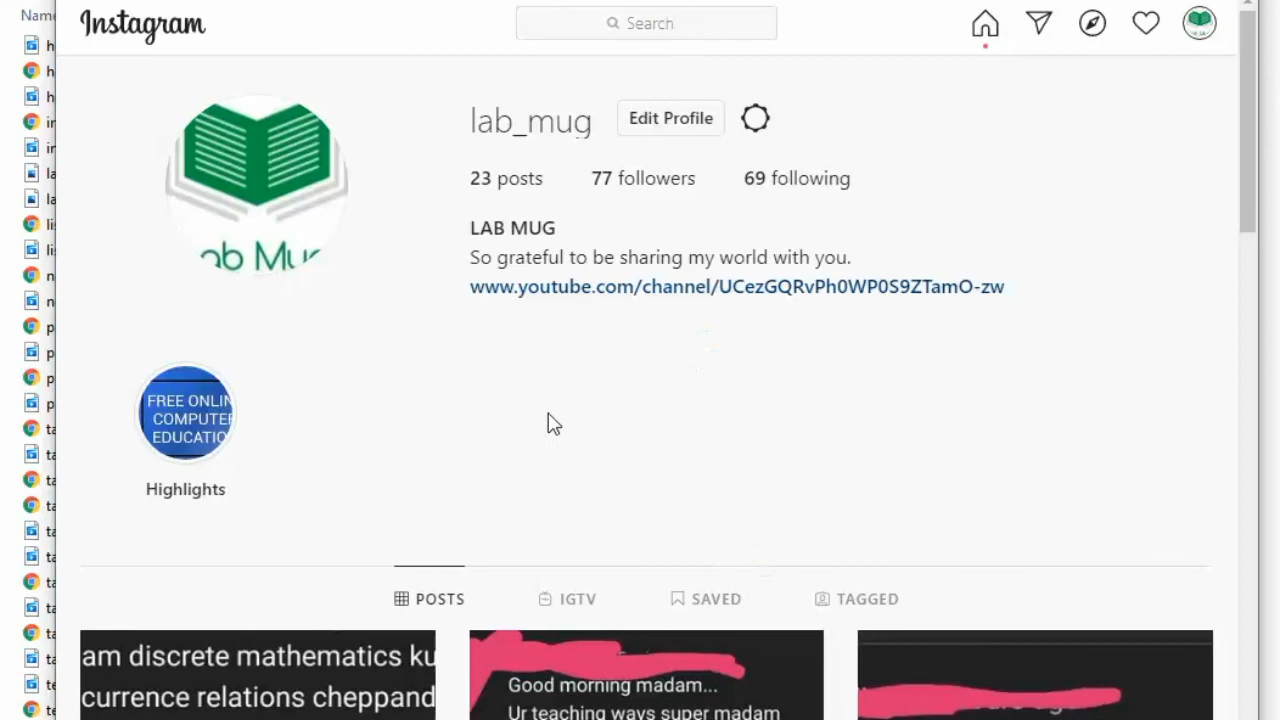 Name
Instagram
Search
lab_mug
Edit Profile
23 posts
77 followers
69 following
LAB MUG
So grateful to be sharing my world with you.
www.youtube.com/channel/UCezGQRvPh0WP0S9ZTamO-zw
FREE ONLIN
COMPUTER
EDUCATIO
Highlights
POSTS
IGTV
SAVED
TAGGED
am discrete mathematics ku
currence relations cheppand
Good morning madam...
Ur teaching ways super madam